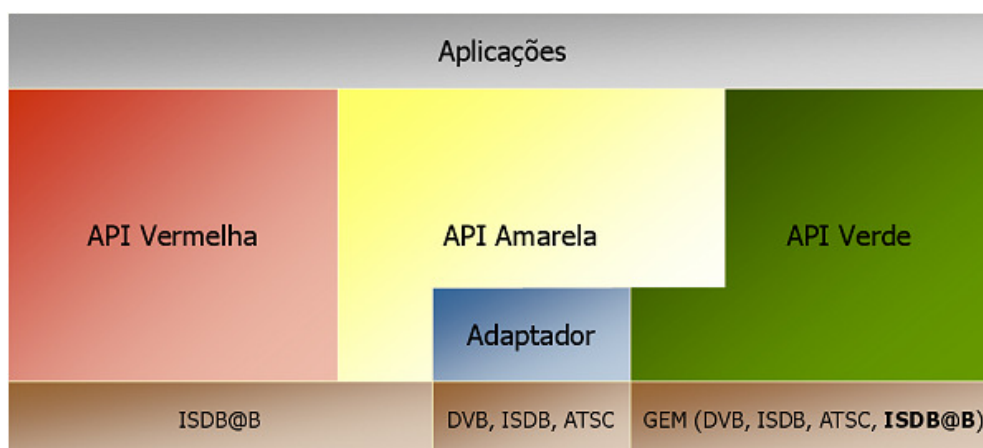 Aplicações
API Vermelha
API Amarela
API Verde
Adaptador
ISDB@B
DVB, ISDB, ATSC
GEM (DVB, ISDB, ATSC, ISDB@B)